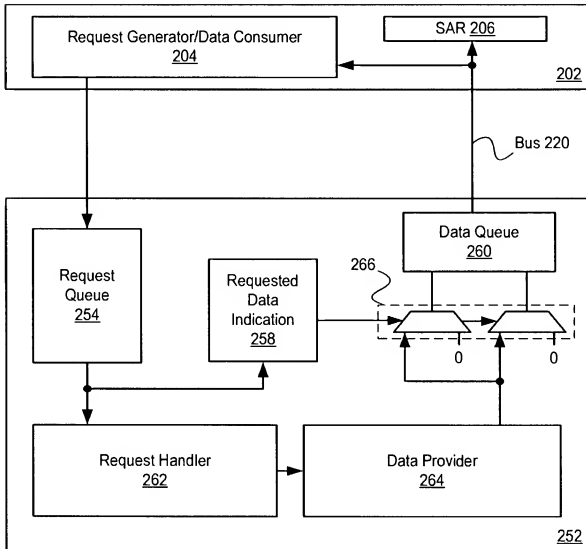 Request Generator/Data Consumer
204
SAR 206
202
Bus 220
Data Queue
260
266
Request
Queue
254
Requested
Data
Indication
258
0
0
Request Handler
262
Data Provider
264
252